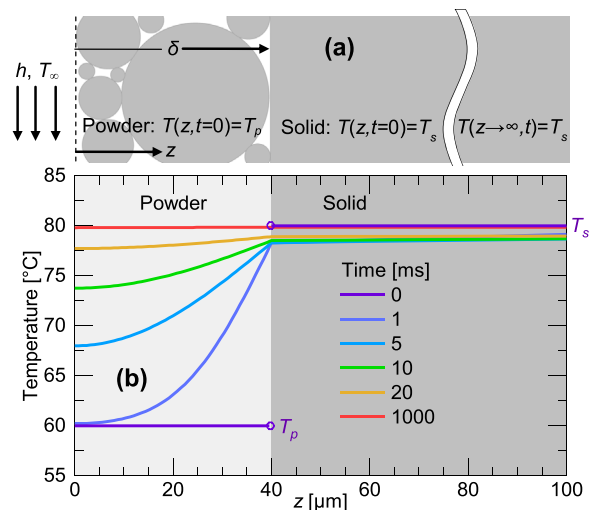 (a)
δ
h, T∞
Powder: T(z,t=0)=Tp
Solid: T(z,t=0)=Ts
T(z→∞,t)=Ts
z
85
80
75
70
65
60
55
Temperature [°C]
Powder
Solid
Ts
Time [ms]
0
1
5
10
20
1000
(b)
Tp
0
20
40
60
80
100
z [μm]